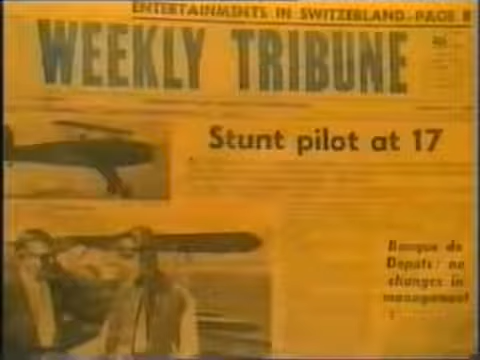 ENTERTAINMENTS IN SWITZERLAND-PAGE 8
WEEKLY TRIBUNE
Stunt pilot at 17
Banque de
Depots: no
changes in
management